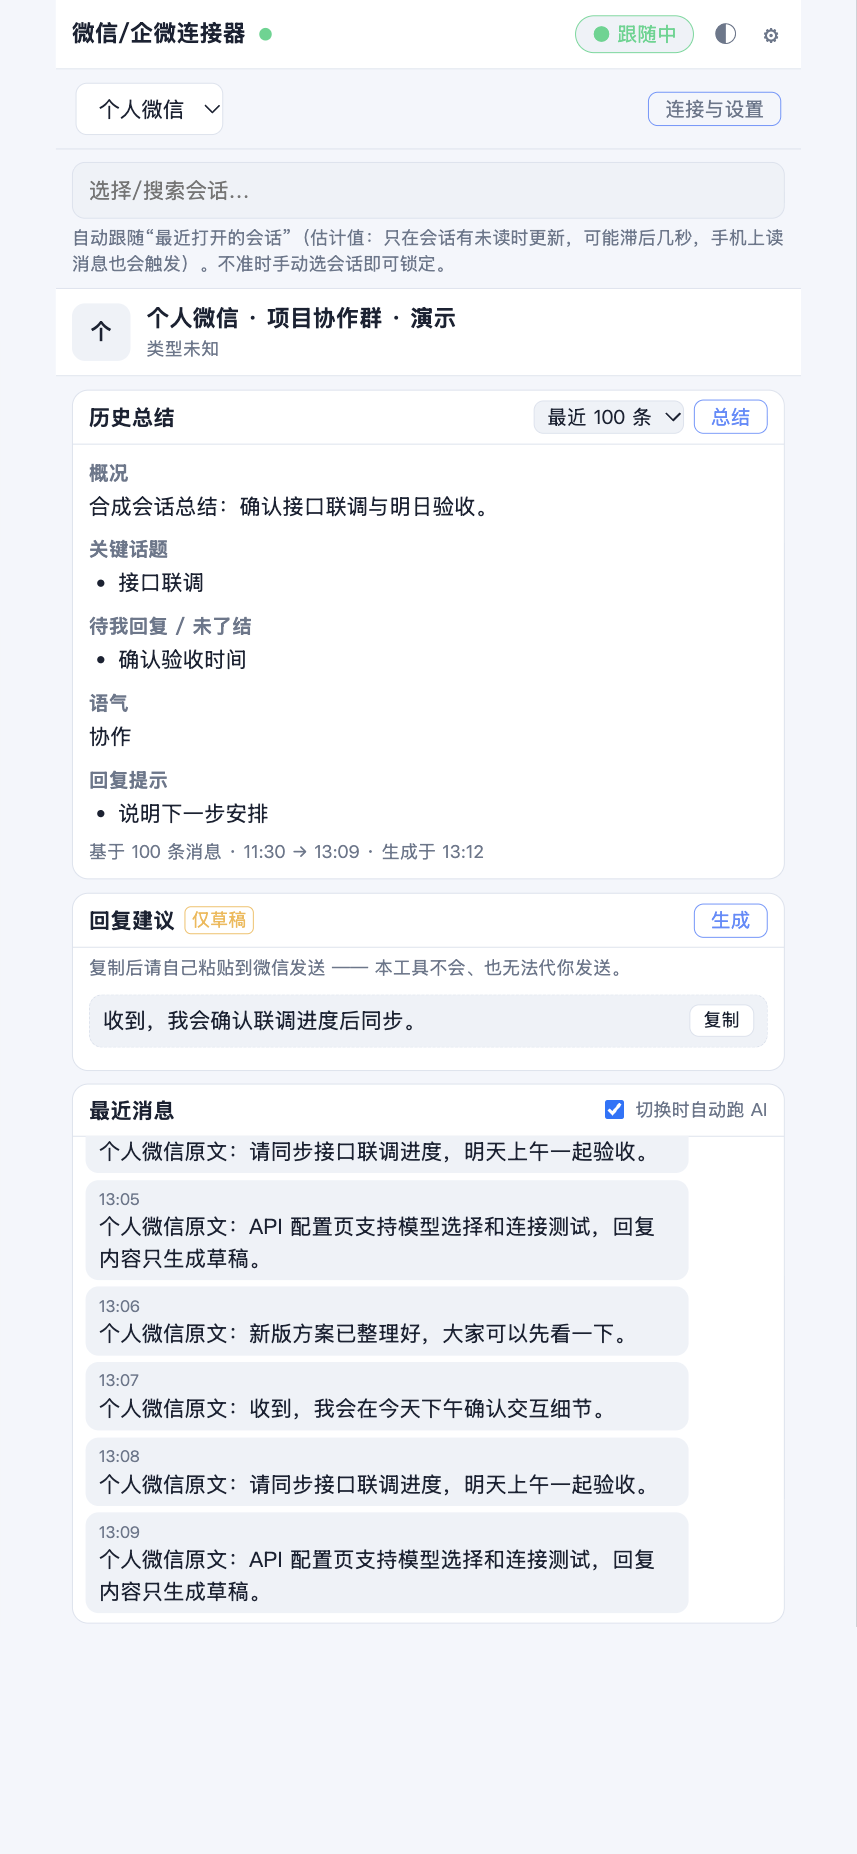 微信/企微连接器
跟随中
个人微信
连接与设置
选择/搜索会话...
自动跟随“最近打开的会话”（估计值：只在会话有未读时更新，可能滞后几秒，手机上读
消息也会触发）。不准时手动选会话即可锁定。
个
个人微信 · 项目协作群 · 演示
类型未知
历史总结
最近 100 条
总结
概况
合成会话总结：确认接口联调与明日验收。
关键话题
• 接口联调
待我回复 / 未了结
• 确认验收时间
语气
协作
回复提示
• 说明下一步安排
基于 100 条消息 · 11:30 → 13:09 · 生成于 13:12
回复建议
仅草稿
生成
复制后请自己粘贴到微信发送 —— 本工具不会、也无法代你发送。
收到，我会确认联调进度后同步。
复制
最近消息
切换时自动跑 AI
个人微信原文：请同步接口联调进度，明天上午一起验收。
13:05
个人微信原文：API 配置页支持模型选择和连接测试，回复
内容只生成草稿。
13:06
个人微信原文：新版方案已整理好，大家可以先看一下。
13:07
个人微信原文：收到，我会在今天下午确认交互细节。
13:08
个人微信原文：请同步接口联调进度，明天上午一起验收。
13:09
个人微信原文：API 配置页支持模型选择和连接测试，回复
内容只生成草稿。